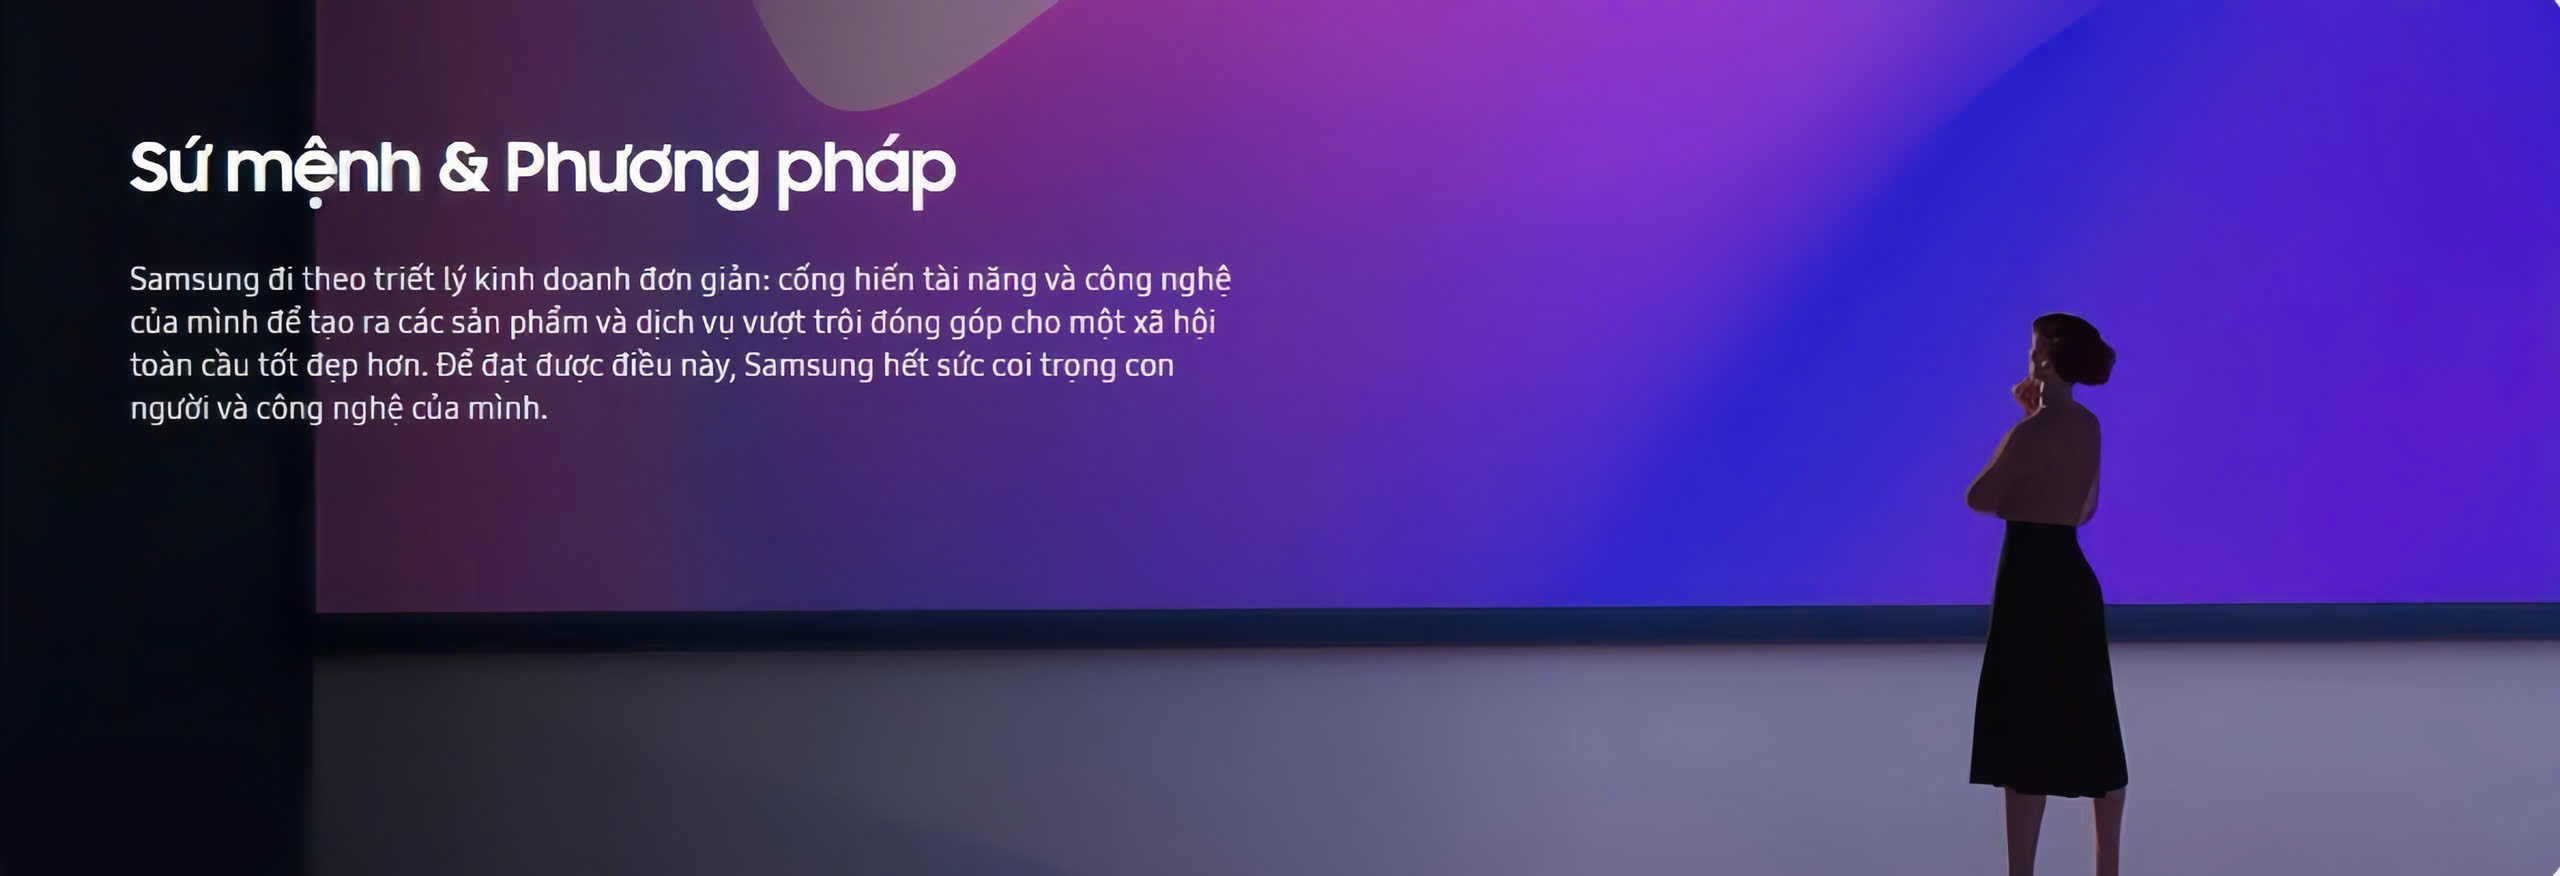 Sứ mệnh & Phương pháp
Samsung đi theo triết lý kinh doanh đơn giản: cống hiến tài năng và công nghệ
của mình để tạo ra các sản phẩm và dịch vụ vượt trội đóng góp cho một xã hội
toàn cầu tốt đẹp hơn. Để đạt được điều này, Samsung hết sức coi trọng con
người và công nghệ của mình.